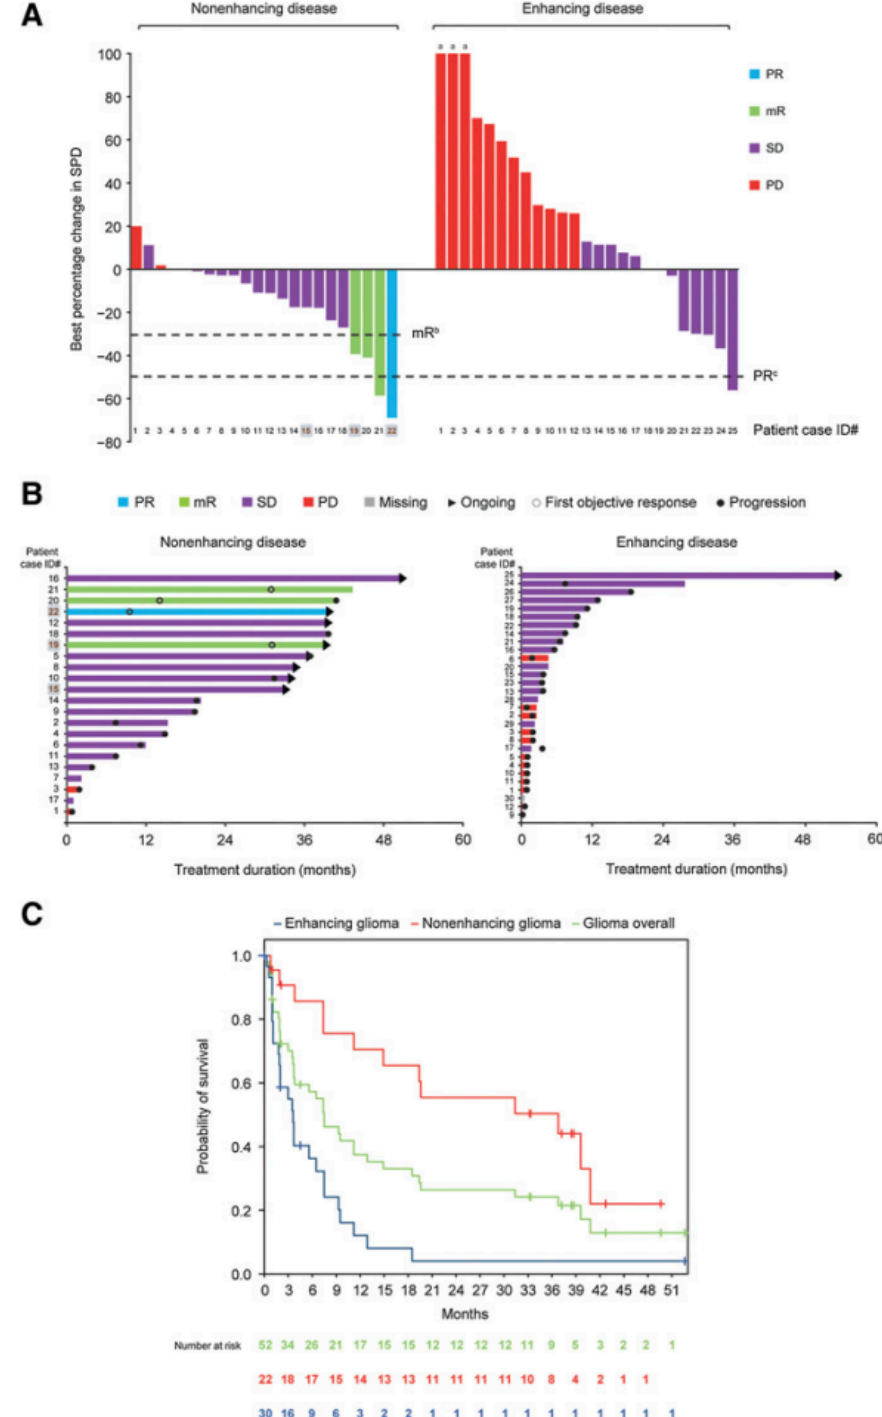 A
Nonenhancing disease
Enhancing disease
a a a
100
80
60
40
20
0
−20
−40
−60
−80
Best percentage change in SPD
PR
mR
SD
PD
mRᵇ
PRᶜ
1 2 3 4 5 6 7 8 9 10 11 12 13 14 15 16 17 18 19 20 21 22
1 2 3 4 5 6 7 8 9 10 11 12 13 14 15 16 17 18 19 20 21 22 23 24 25
Patient case ID#
B
PR mR SD PD Missing Ongoing First objective response Progression
Nonenhancing disease
Patient
case ID#
16
21
20
22
12
18
19
5
8
10
15
14
9
2
4
6
11
13
7
3
17
1
0 12 24 36 48 60
Treatment duration (months)
Enhancing disease
Patient
case ID#
25
24
26
27
19
18
22
14
21
16
6
20
15
23
13
28
7
2
29
3
8
17
5
4
10
11
1
30
12
9
0 12 24 36 48 60
Treatment duration (months)
C
Enhancing glioma Nonenhancing glioma Glioma overall
1.0
0.8
0.6
0.4
0.2
0.0
Probability of survival
0 3 6 9 12 15 18 21 24 27 30 33 36 39 42 45 48 51
Months
Number at risk
52 34 26 21 17 15 15 12 12 12 12 11 9 5 3 2 2 1
22 18 17 15 14 13 13 11 11 11 11 10 8 4 2 1 1
30 16 9 6 3 2 2 1 1 1 1 1 1 1 1 1 1 1